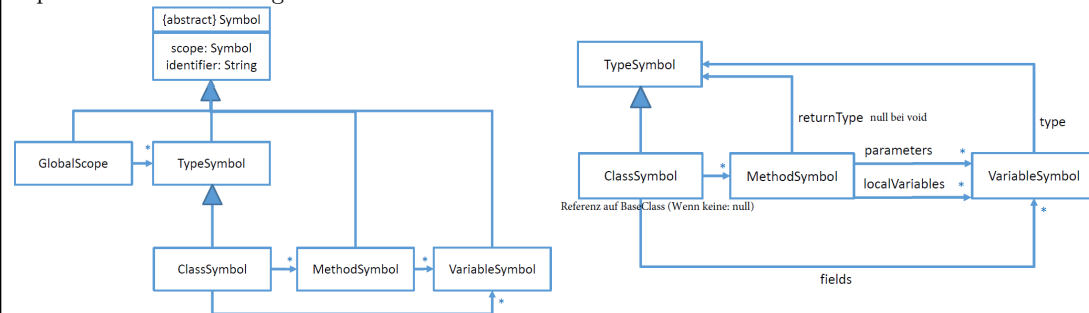 {abstract} Symbol
scope: Symbol
identifier: String
GlobalScope
*
TypeSymbol
ClassSymbol
*
MethodSymbol
*
VariableSymbol
*
TypeSymbol
returnType null bei void
type
parameters
*
ClassSymbol
*
MethodSymbol
localVariables
*
VariableSymbol
Referenz auf BaseClass (Wenn keine: null)
*
fields